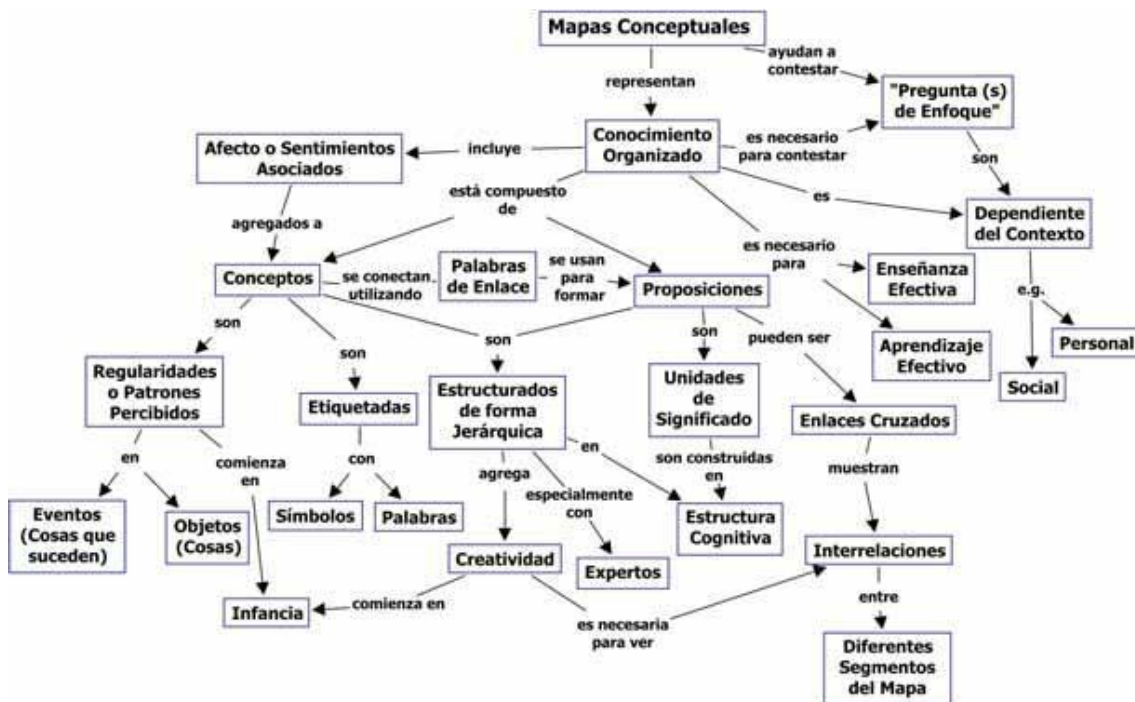 Mapas Conceptuales
ayudan a
contestar
representan
"Pregunta (s)
de Enfoque"
Conocimiento
Organizado
es necesario
para contestar
incluye
Afecto o Sentimientos
Asociados
son
está compuesto
de
es
Dependiente
del Contexto
agregados a
es necesario
para
Conceptos
se conectan
utilizando
Palabras
de Enlace
se usan
para
formar
Proposiciones
Enseñanza
Efectiva
e.g.
son
son
son
son
pueden ser
Aprendizaje
Efectivo
Personal
Social
Regularidades
o Patrones
Percibidos
Etiquetadas
Estructurados
de forma
Jerárquica
Unidades
de
Significado
Enlaces Cruzados
en
comienza
en
con
agrega
especialmente
con
en
son construidas
en
muestran
Eventos
(Cosas que
suceden)
Objetos
(Cosas)
Símbolos
Palabras
Creatividad
Expertos
Estructura
Cognitiva
Interrelaciones
Infancia
comienza en
es necesaria
para ver
entre
Diferentes
Segmentos
del Mapa